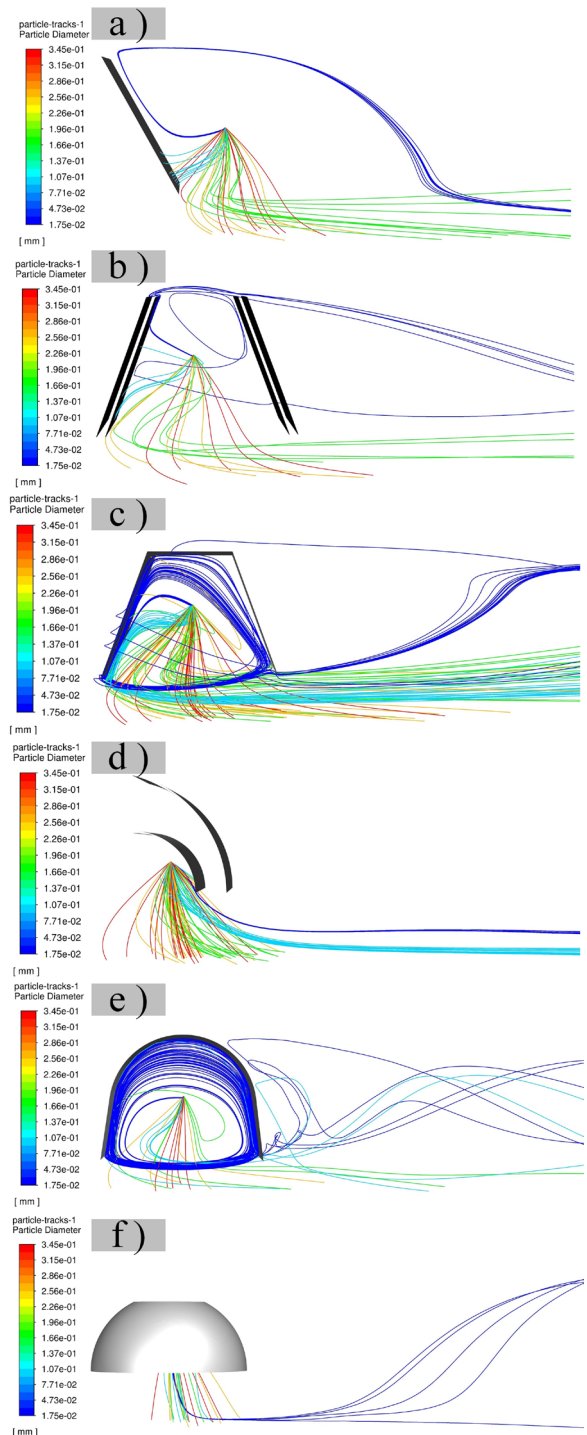 a )
particle-tracks-1
Particle Diameter
3.45e-01
3.15e-01
2.86e-01
2.56e-01
2.26e-01
1.96e-01
1.66e-01
1.37e-01
1.07e-01
7.71e-02
4.73e-02
1.75e-02
[ mm ]
b )
particle-tracks-1
Particle Diameter
3.45e-01
3.15e-01
2.86e-01
2.56e-01
2.26e-01
1.96e-01
1.66e-01
1.37e-01
1.07e-01
7.71e-02
4.73e-02
1.75e-02
[ mm ]
c )
particle-tracks-1
Particle Diameter
3.45e-01
3.15e-01
2.86e-01
2.56e-01
2.26e-01
1.96e-01
1.66e-01
1.37e-01
1.07e-01
7.71e-02
4.73e-02
1.75e-02
[ mm ]
d )
particle-tracks-1
Particle Diameter
3.45e-01
3.15e-01
2.86e-01
2.56e-01
2.26e-01
1.96e-01
1.66e-01
1.37e-01
1.07e-01
7.71e-02
4.73e-02
1.75e-02
[ mm ]
e )
particle-tracks-1
Particle Diameter
3.45e-01
3.15e-01
2.86e-01
2.56e-01
2.26e-01
1.96e-01
1.66e-01
1.37e-01
1.07e-01
7.71e-02
4.73e-02
1.75e-02
[ mm ]
f )
particle-tracks-1
Particle Diameter
3.45e-01
3.15e-01
2.86e-01
2.56e-01
2.26e-01
1.96e-01
1.66e-01
1.37e-01
1.07e-01
7.71e-02
4.73e-02
1.75e-02
[ mm ]